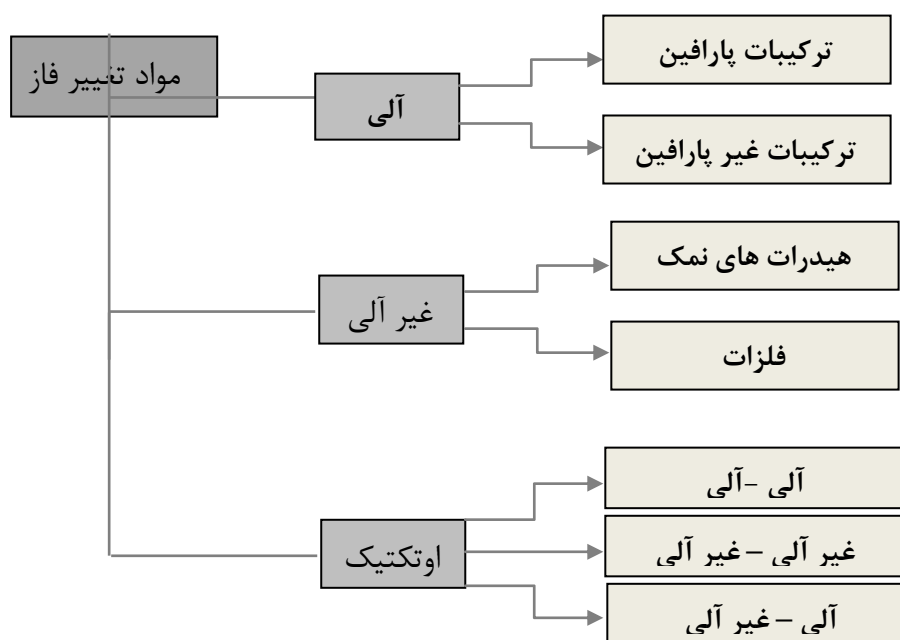 مواد تغییر فاز
آلی
ترکیبات پارافین
ترکیبات غیر پارافین
غیر آلی
هیدرات های نمک
فلزات
اوتکتیک
آلی -آلی
غیر آلی – غیر آلی
آلی – غیر آلی